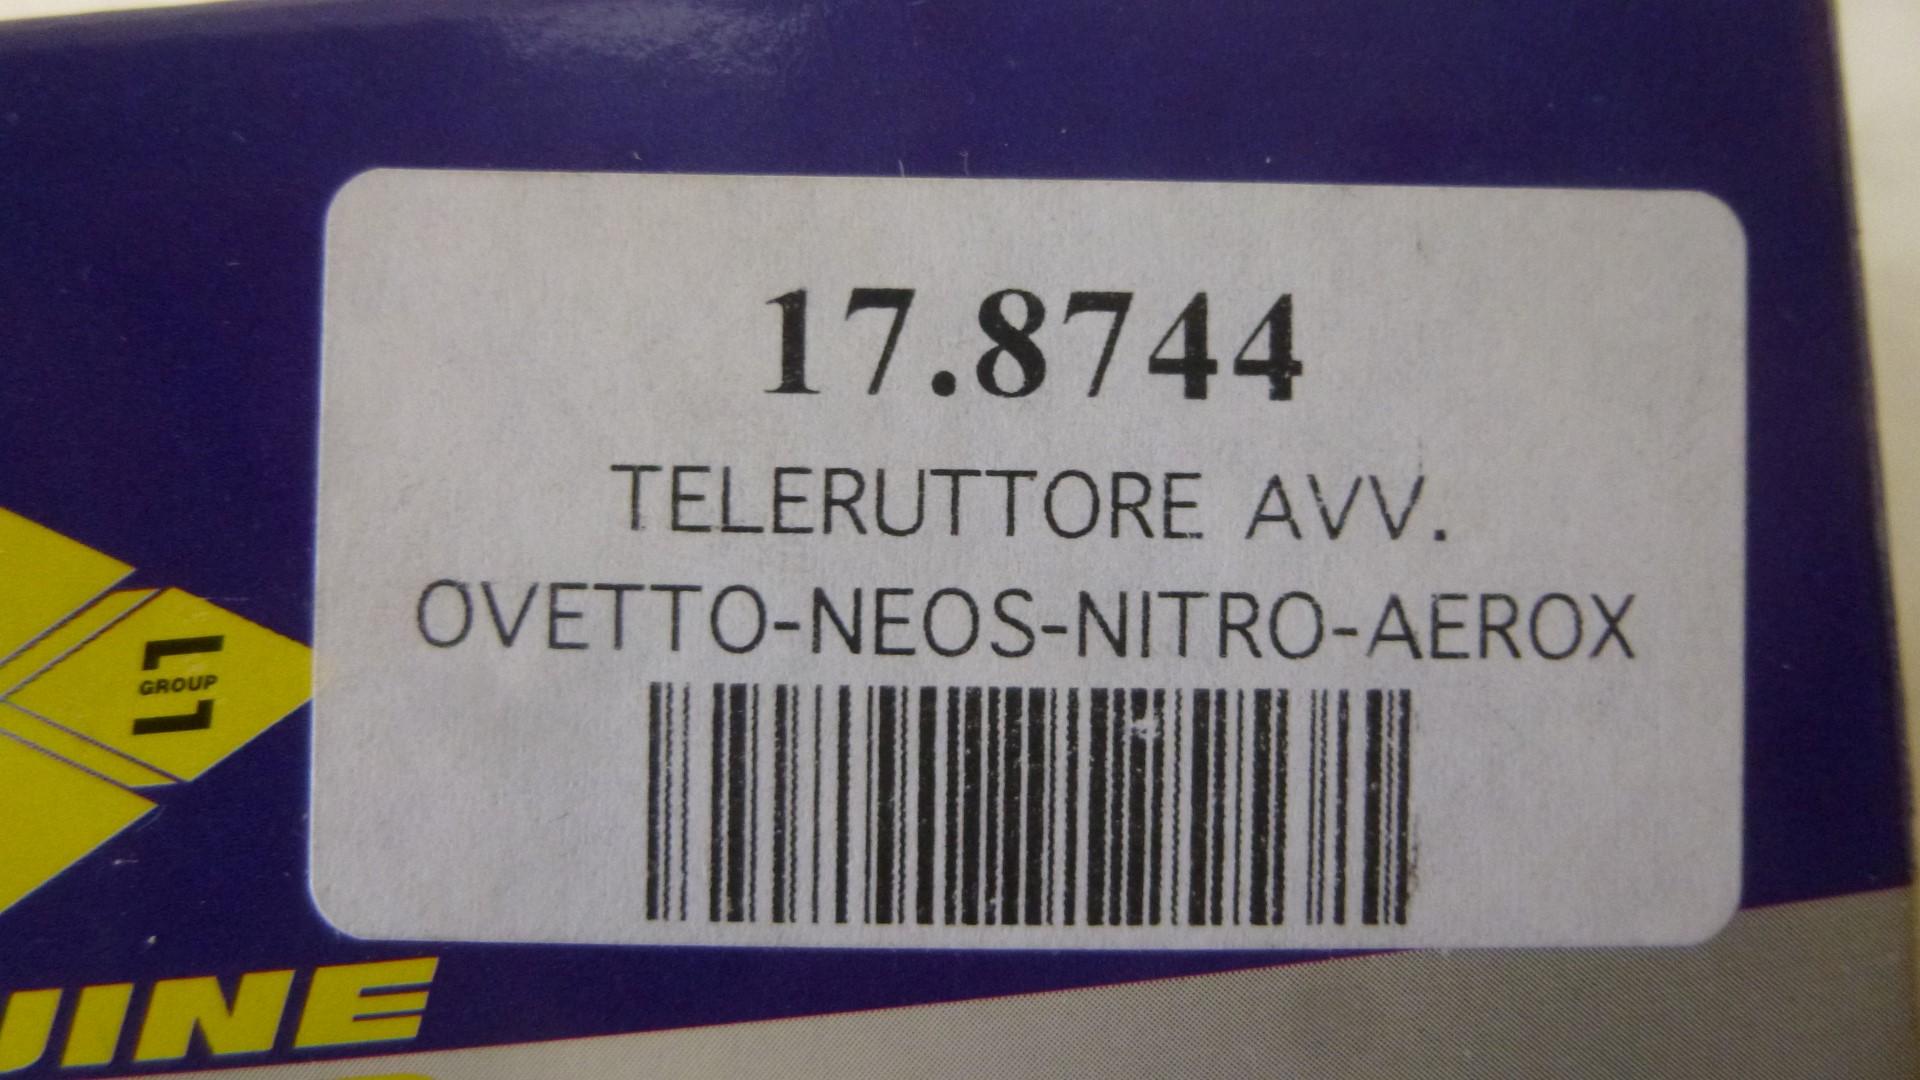 17.8744
TELERUTTORE AVV.
OVETTO-NEOS-NITRO-AEROX
GROUP